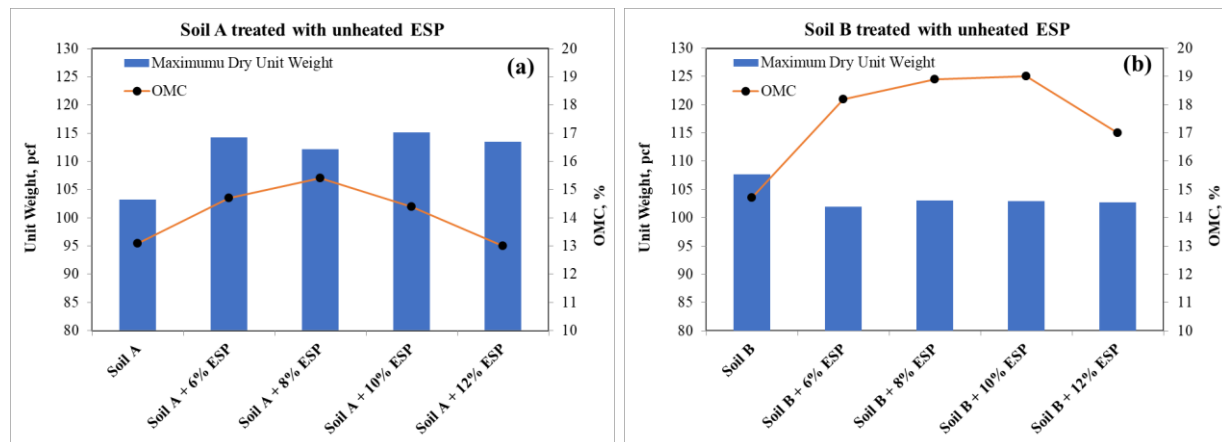 Soil A treated with unheated ESP
130
125
120
115
110
105
100
95
90
85
80
Unit Weight, pcf
Maximumu Dry Unit Weight
OMC
(a)
20
19
18
17
16
15
14
13
12
11
10
OMC, %
Soil A
Soil A + 6% ESP
Soil A + 8% ESP
Soil A + 10% ESP
Soil A + 12% ESP
Soil B treated with unheated ESP
130
125
120
115
110
105
100
95
90
85
80
Unit Weight, pcf
Maximum Dry Unit Weight
OMC
(b)
20
19
18
17
16
15
14
13
12
11
10
OMC, %
Soil B
Soil B + 6% ESP
Soil B + 8% ESP
Soil B + 10% ESP
Soil B + 12% ESP